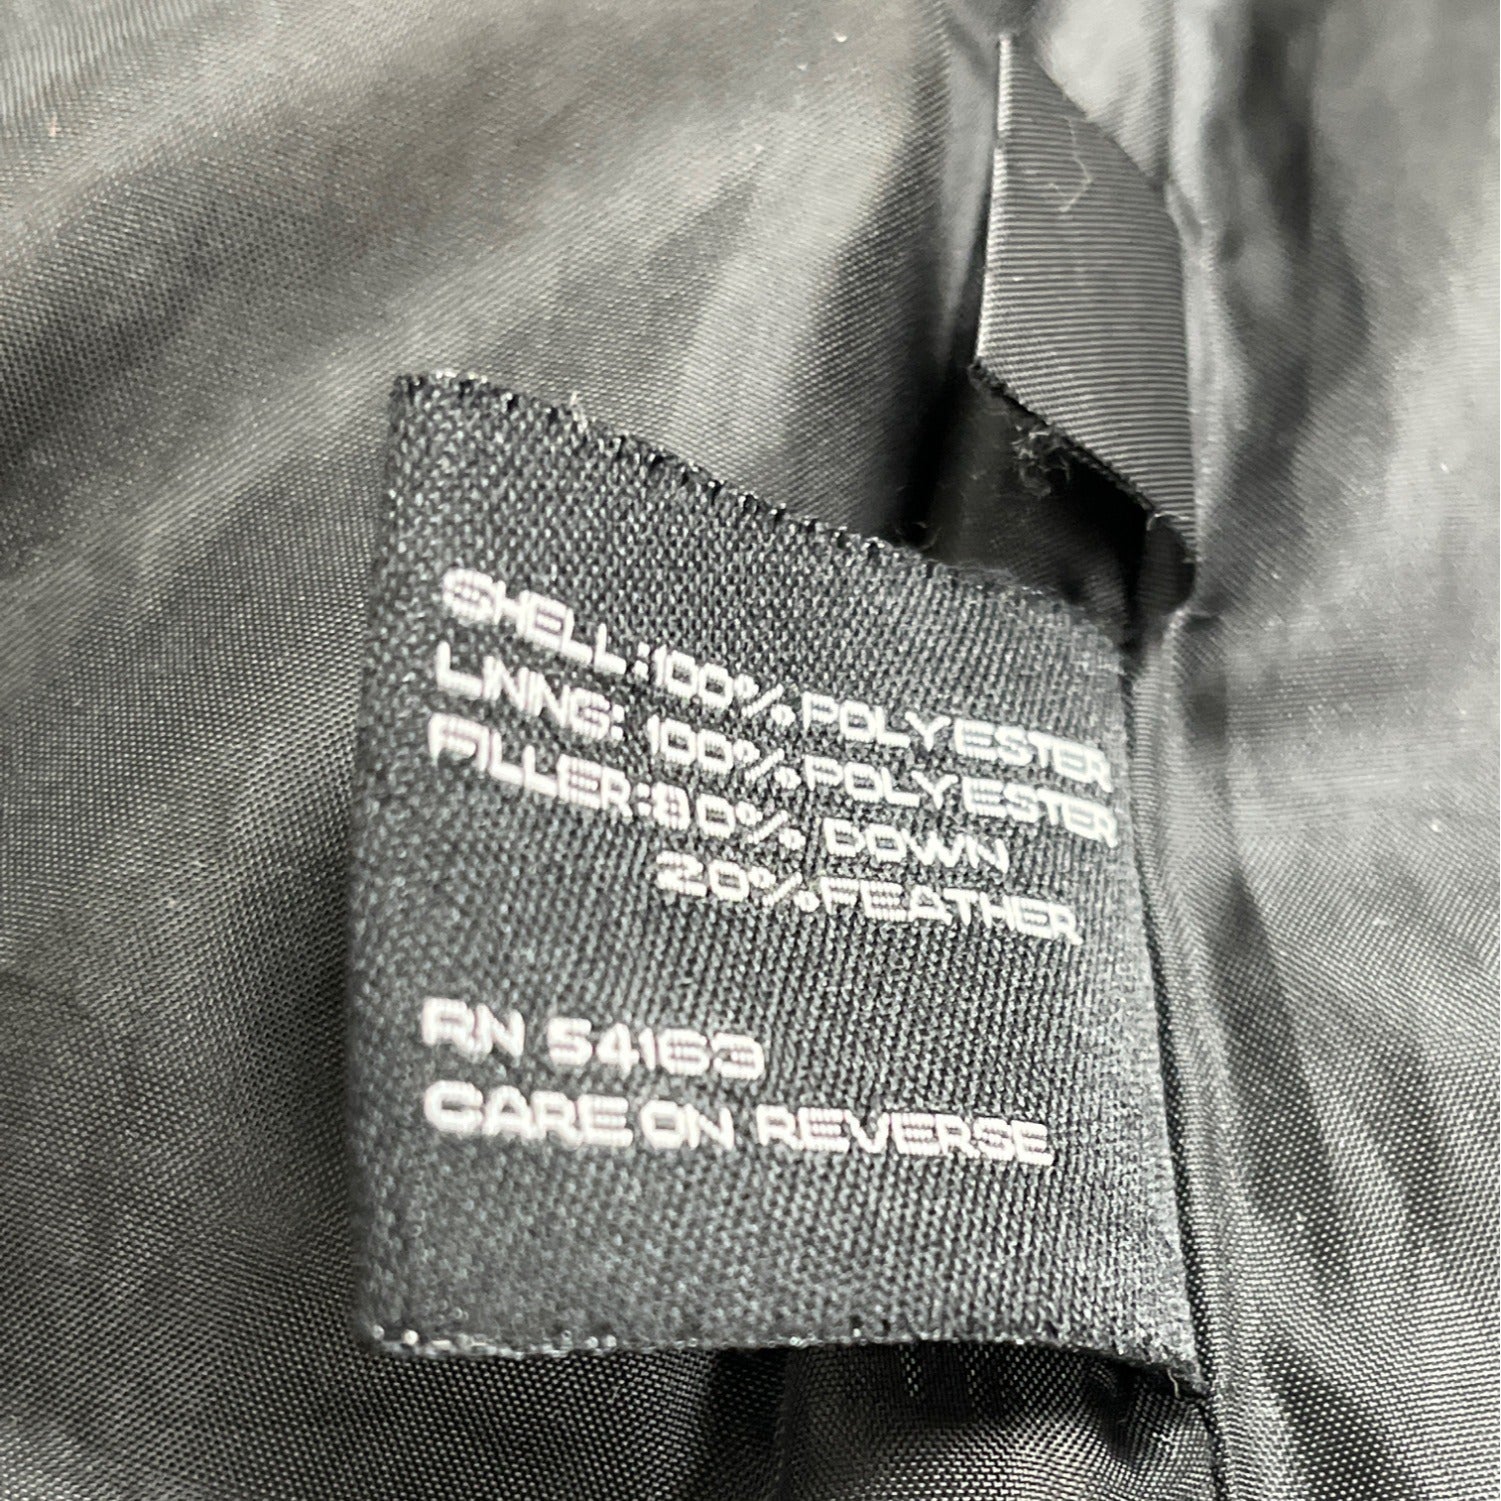 SHELL: 100% POLYESTER
LINING: 100% POLYESTER
FILLER: 80% DOWN
20% FEATHER
RN 54163
CARE ON REVERSE